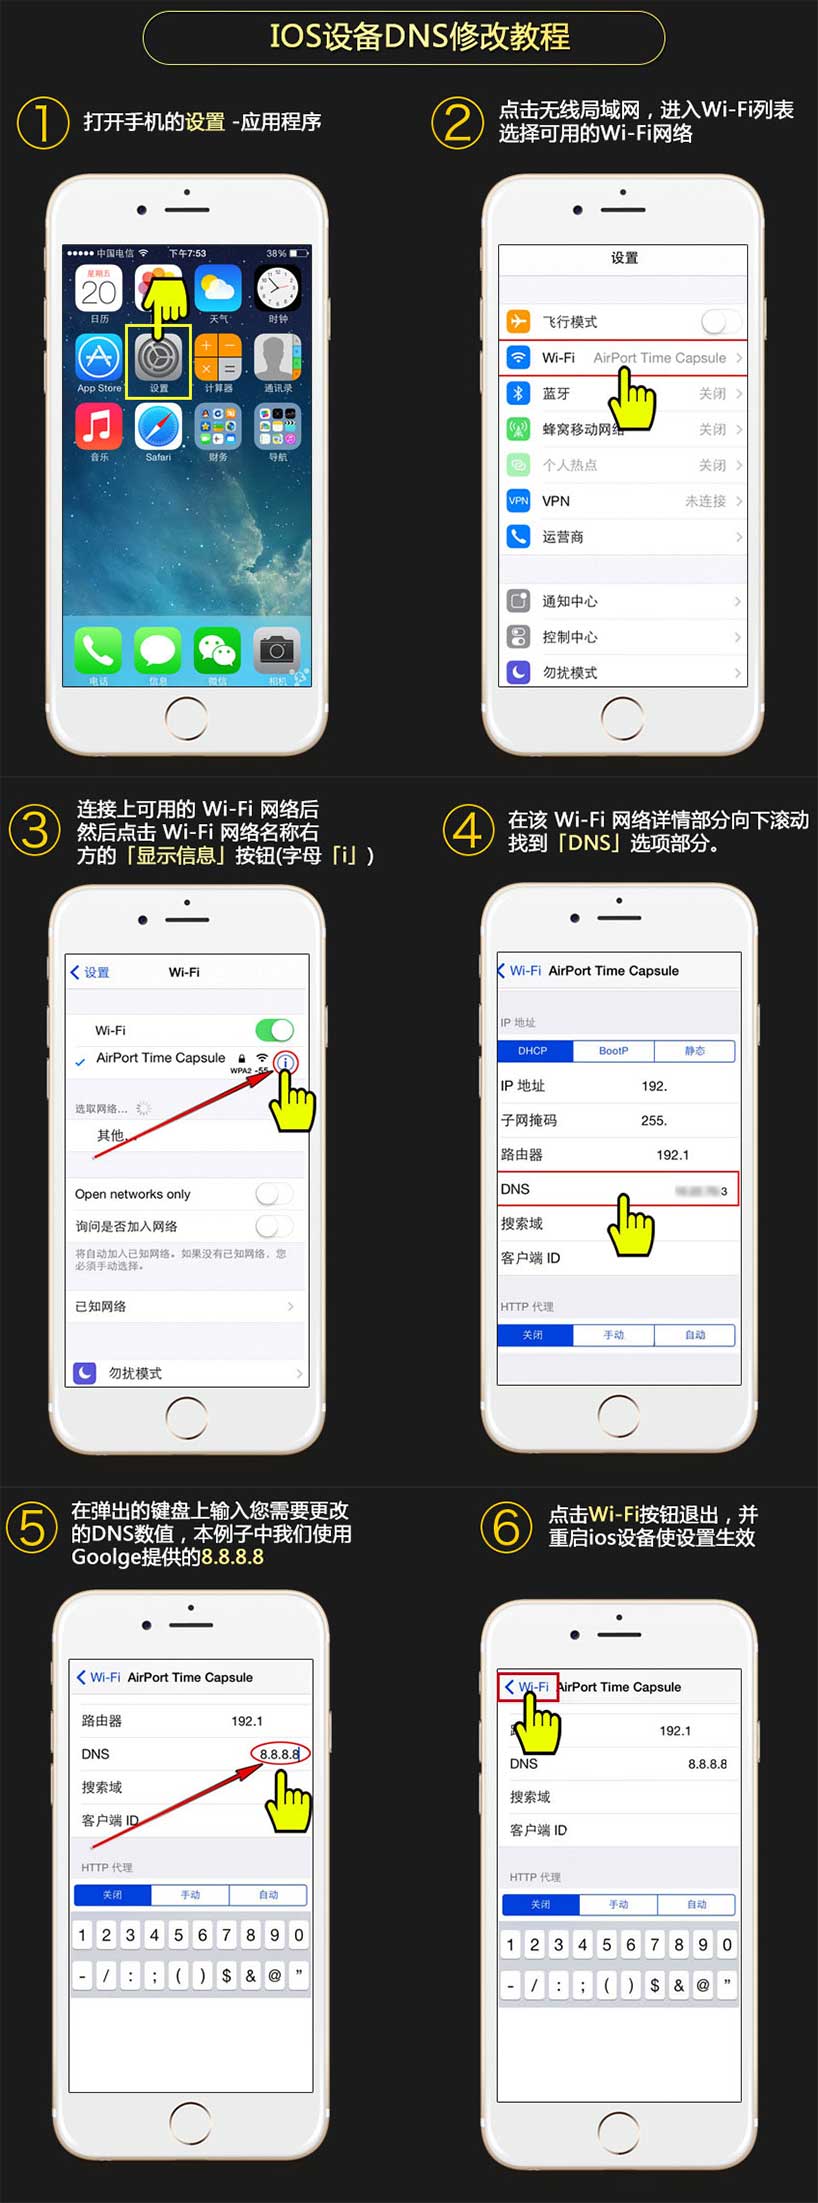 IOS设备DNS修改教程
1 打开手机的设置 -应用程序
中国电信 下午7:53 38%
星期五
20
日历 天气 时钟
App Store 设置 计算器 通讯录
音乐 Safari 财务 导航
电话 信息 微信 相机
2 点击无线局域网，进入Wi-Fi列表
选择可用的Wi-Fi网络
设置
飞行模式
Wi-Fi AirPort Time Capsule
蓝牙 关闭
蜂窝移动网络 关闭
个人热点 关闭
VPN VPN 未连接
运营商
通知中心
控制中心
勿扰模式
3 连接上可用的 Wi-Fi 网络后
然后点击 Wi-Fi 网络名称右
方的「显示信息」按钮(字母「i」)
设置 Wi-Fi
Wi-Fi
AirPort Time Capsule
WPA2 -55
选取网络...
其他...
Open networks only
询问是否加入网络
将自动加入已知网络。如果没有已知网络，您
必须手动选择。
已知网络
勿扰模式
4 在该 Wi-Fi 网络详情部分向下滚动
找到「DNS」选项部分。
Wi-Fi AirPort Time Capsule
IP 地址
DHCP BootP 静态
IP 地址 192.
子网掩码 255.
路由器 192.1
DNS 3
搜索域
客户端 ID
HTTP 代理
关闭 手动 自动
5 在弹出的键盘上输入您需要更改
的DNS数值，本例子中我们使用
Goolge提供的8.8.8.8
Wi-Fi AirPort Time Capsule
路由器 192.1
DNS 8.8.8.8
搜索域
客户端 ID
HTTP 代理
关闭 手动 自动
1 2 3 4 5 6 7 8 9 0
- / : ; ( ) $ & @ ”
6 点击Wi-Fi按钮退出，并
重启ios设备使设置生效
Wi-Fi AirPort Time Capsule
192.1
DNS 8.8.8.8
搜索域
客户端 ID
HTTP 代理
关闭 手动 自动
1 2 3 4 5 6 7 8 9 0
- / : ; ( ) $ & @ ”